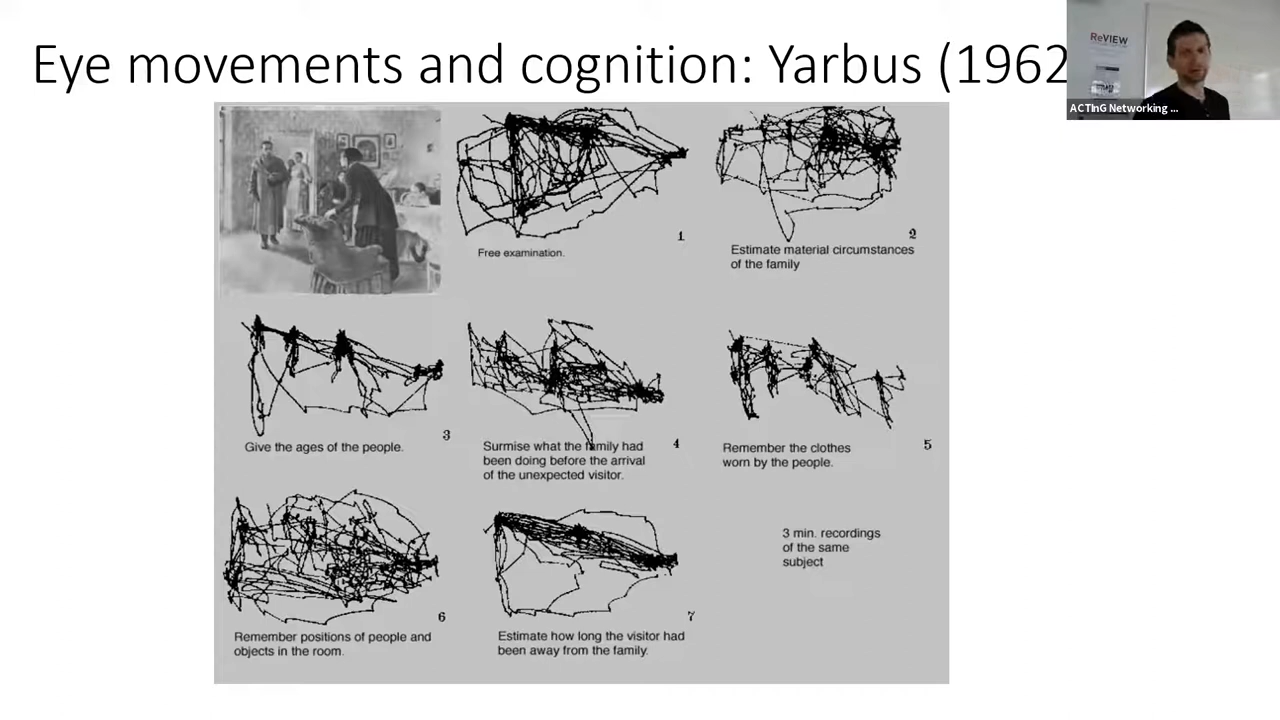 Eye movements and cognition: Yarbus (1962
ReVIEW
ACTInG Networking ...
1
Free examination.
2
Estimate material circumstances
of the family
3
Give the ages of the people.
4
Surmise what the family had
been doing before the arrival
of the unexpected visitor.
5
Remember the clothes
worn by the people.
6
Remember positions of people and
objects in the room.
7
Estimate how long the visitor had
been away from the family.
3 min. recordings
of the same
subject